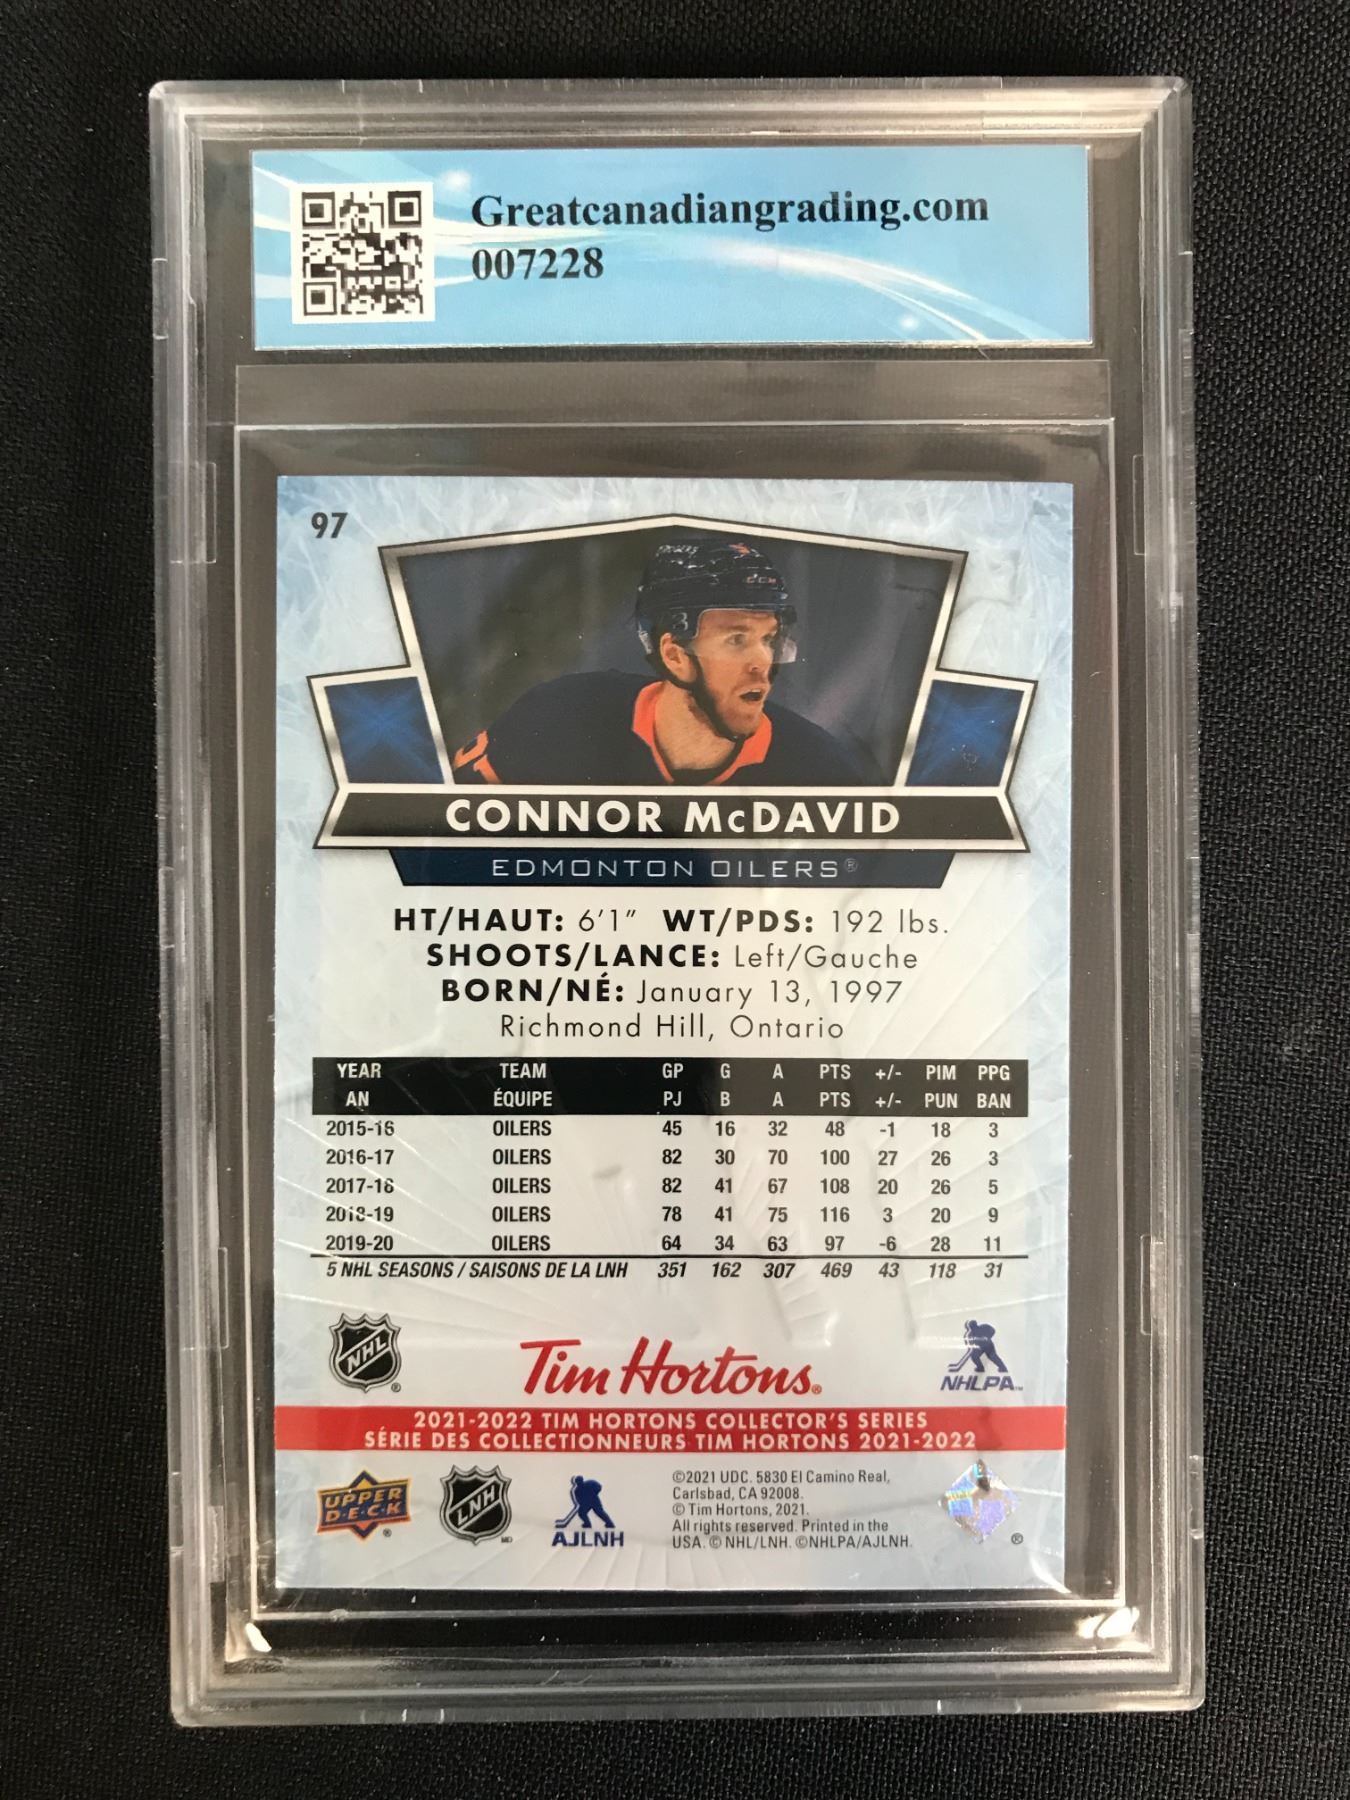 Greatcanadiangrading.com
007228
97
CCM
CONNOR McDAVID
EDMONTON OILERS®
HT/HAUT: 6'1" WT/PDS: 192 lbs.
SHOOTS/LANCE: Left/Gauche
BORN/NÉ: January 13, 1997
Richmond Hill, Ontario
YEAR TEAM GP G A PTS +/- PIM PPG
AN ÉQUIPE PJ B A PTS +/- PUN BAN
2015-16 OILERS 45 16 32 48 -1 18 3
2016-17 OILERS 82 30 70 100 27 26 3
2017-18 OILERS 82 41 67 108 20 26 5
2018-19 OILERS 78 41 75 116 3 20 9
2019-20 OILERS 64 34 63 97 -6 28 11
5 NHL SEASONS / SAISONS DE LA LNH 351 162 307 469 43 118 31
NHL ®
Tim Hortons®
NHLPA™
2021-2022 TIM HORTONS COLLECTOR'S SERIES
SÉRIE DES COLLECTIONNEURS TIM HORTONS 2021-2022
UPPER
D·E·C·K ®
LNH MD
AJLNH
©2021 UDC. 5830 El Camino Real,
Carlsbad, CA 92008.
© Tim Hortons, 2021.
All rights reserved. Printed in the
USA. © NHL/LNH. ©NHLPA/AJLNH.
®